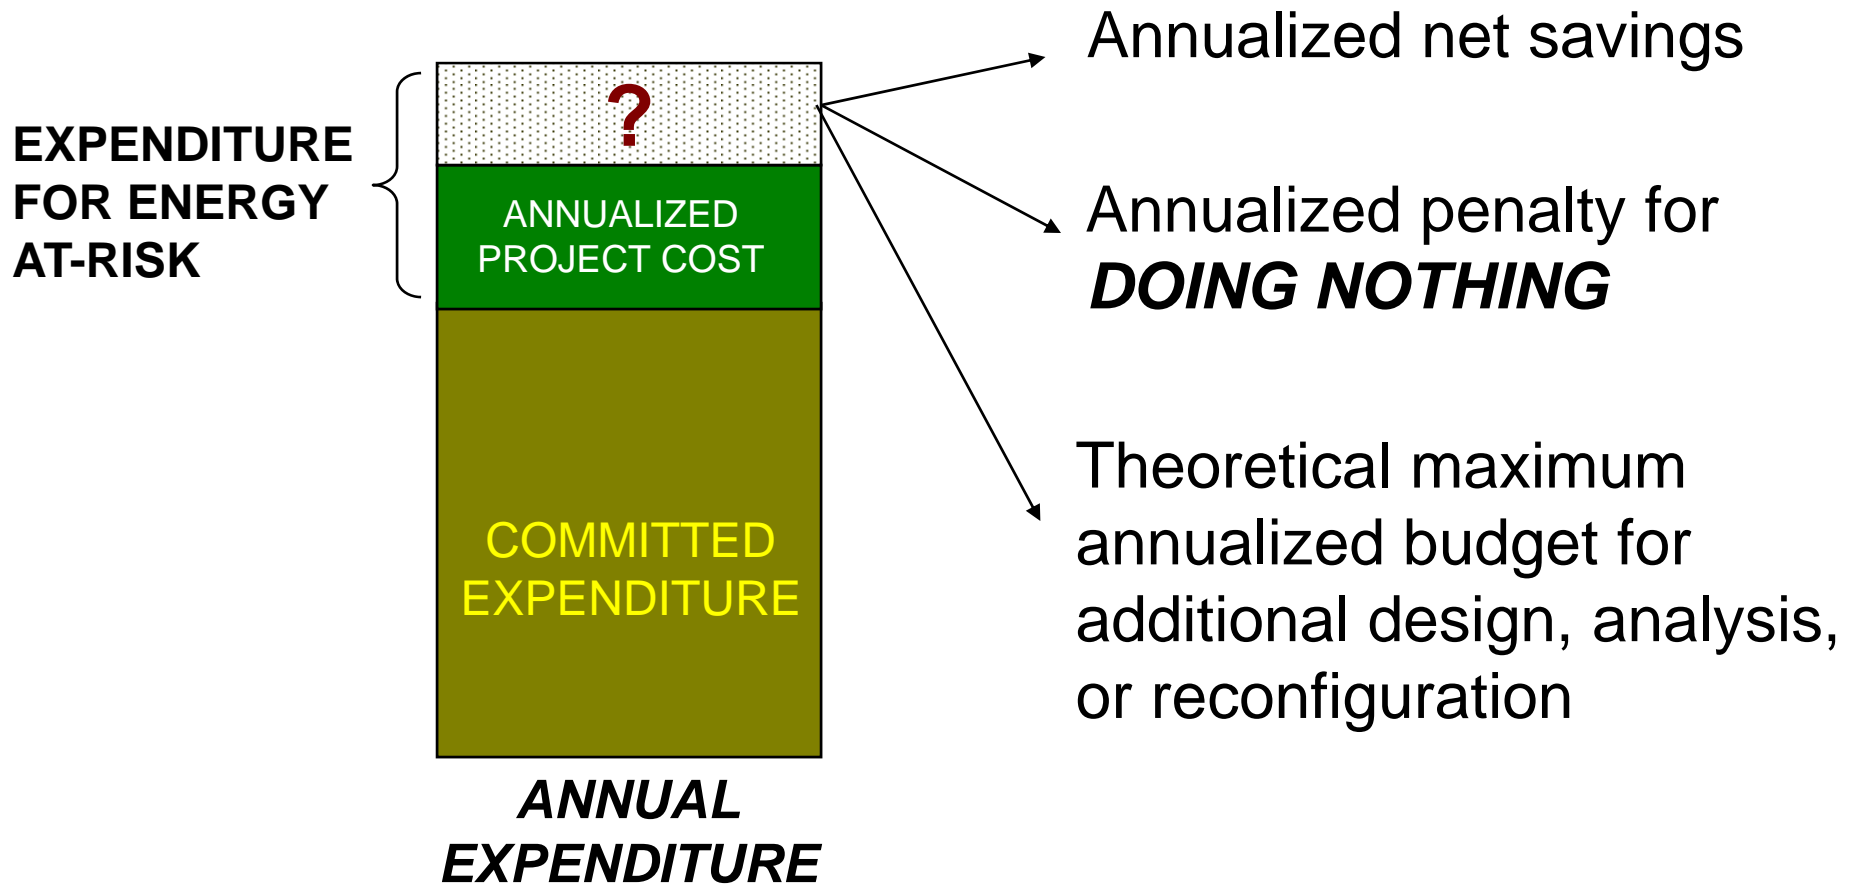 EXPENDITURE
FOR ENERGY
AT-RISK
?
ANNUALIZED
PROJECT COST
COMMITTED
EXPENDITURE
ANNUAL
EXPENDITURE
Annualized net savings
Annualized penalty for
DOING NOTHING
Theoretical maximum
annualized budget for
additional design, analysis,
or reconfiguration